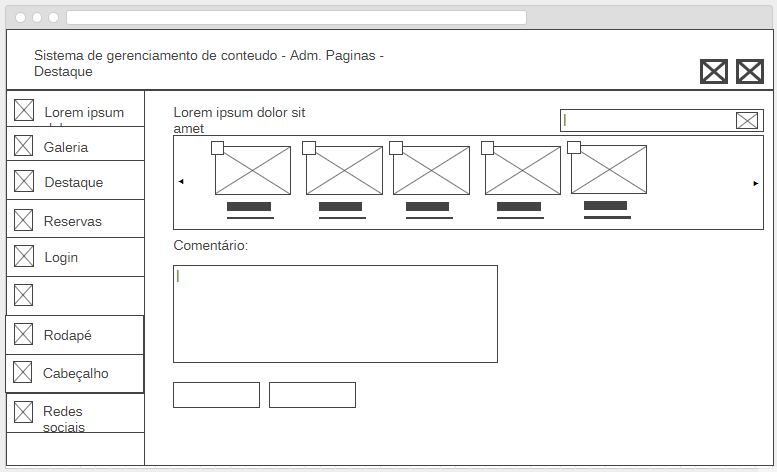 Sistema de gerenciamento de conteudo - Adm. Paginas -
Destaque
Lorem ipsum
Galeria
Destaque
Reservas
Login
Rodapé
Cabeçalho
Redes
sociais
Lorem ipsum dolor sit
amet
Comentário: